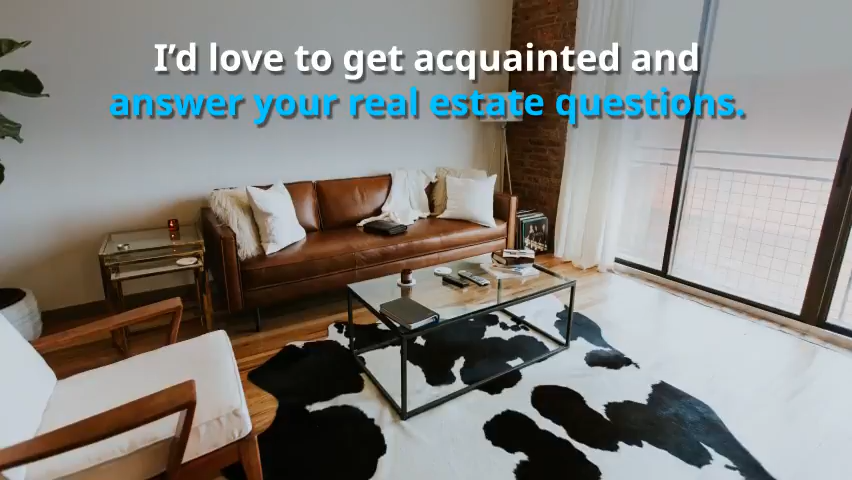 I’d love to get acquainted and
answer your real estate questions.